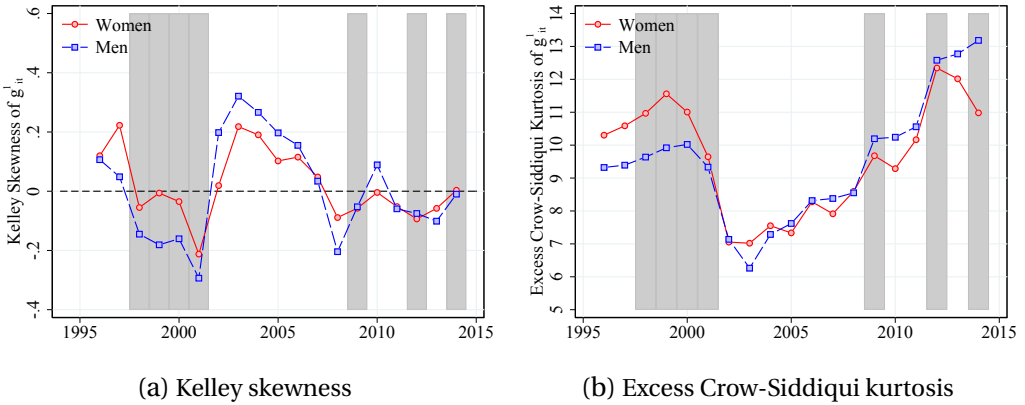 Women
Men
Kelley Skewness of g¹ᵢₜ
.6
.4
.2
0
-.2
-.4
1995 2000 2005 2010 2015
(a) Kelley skewness
Women
Men
Excess Crow-Siddiqui Kurtosis of g¹ᵢₜ
14
13
12
11
10
9
8
7
6
5
1995 2000 2005 2010 2015
(b) Excess Crow-Siddiqui kurtosis